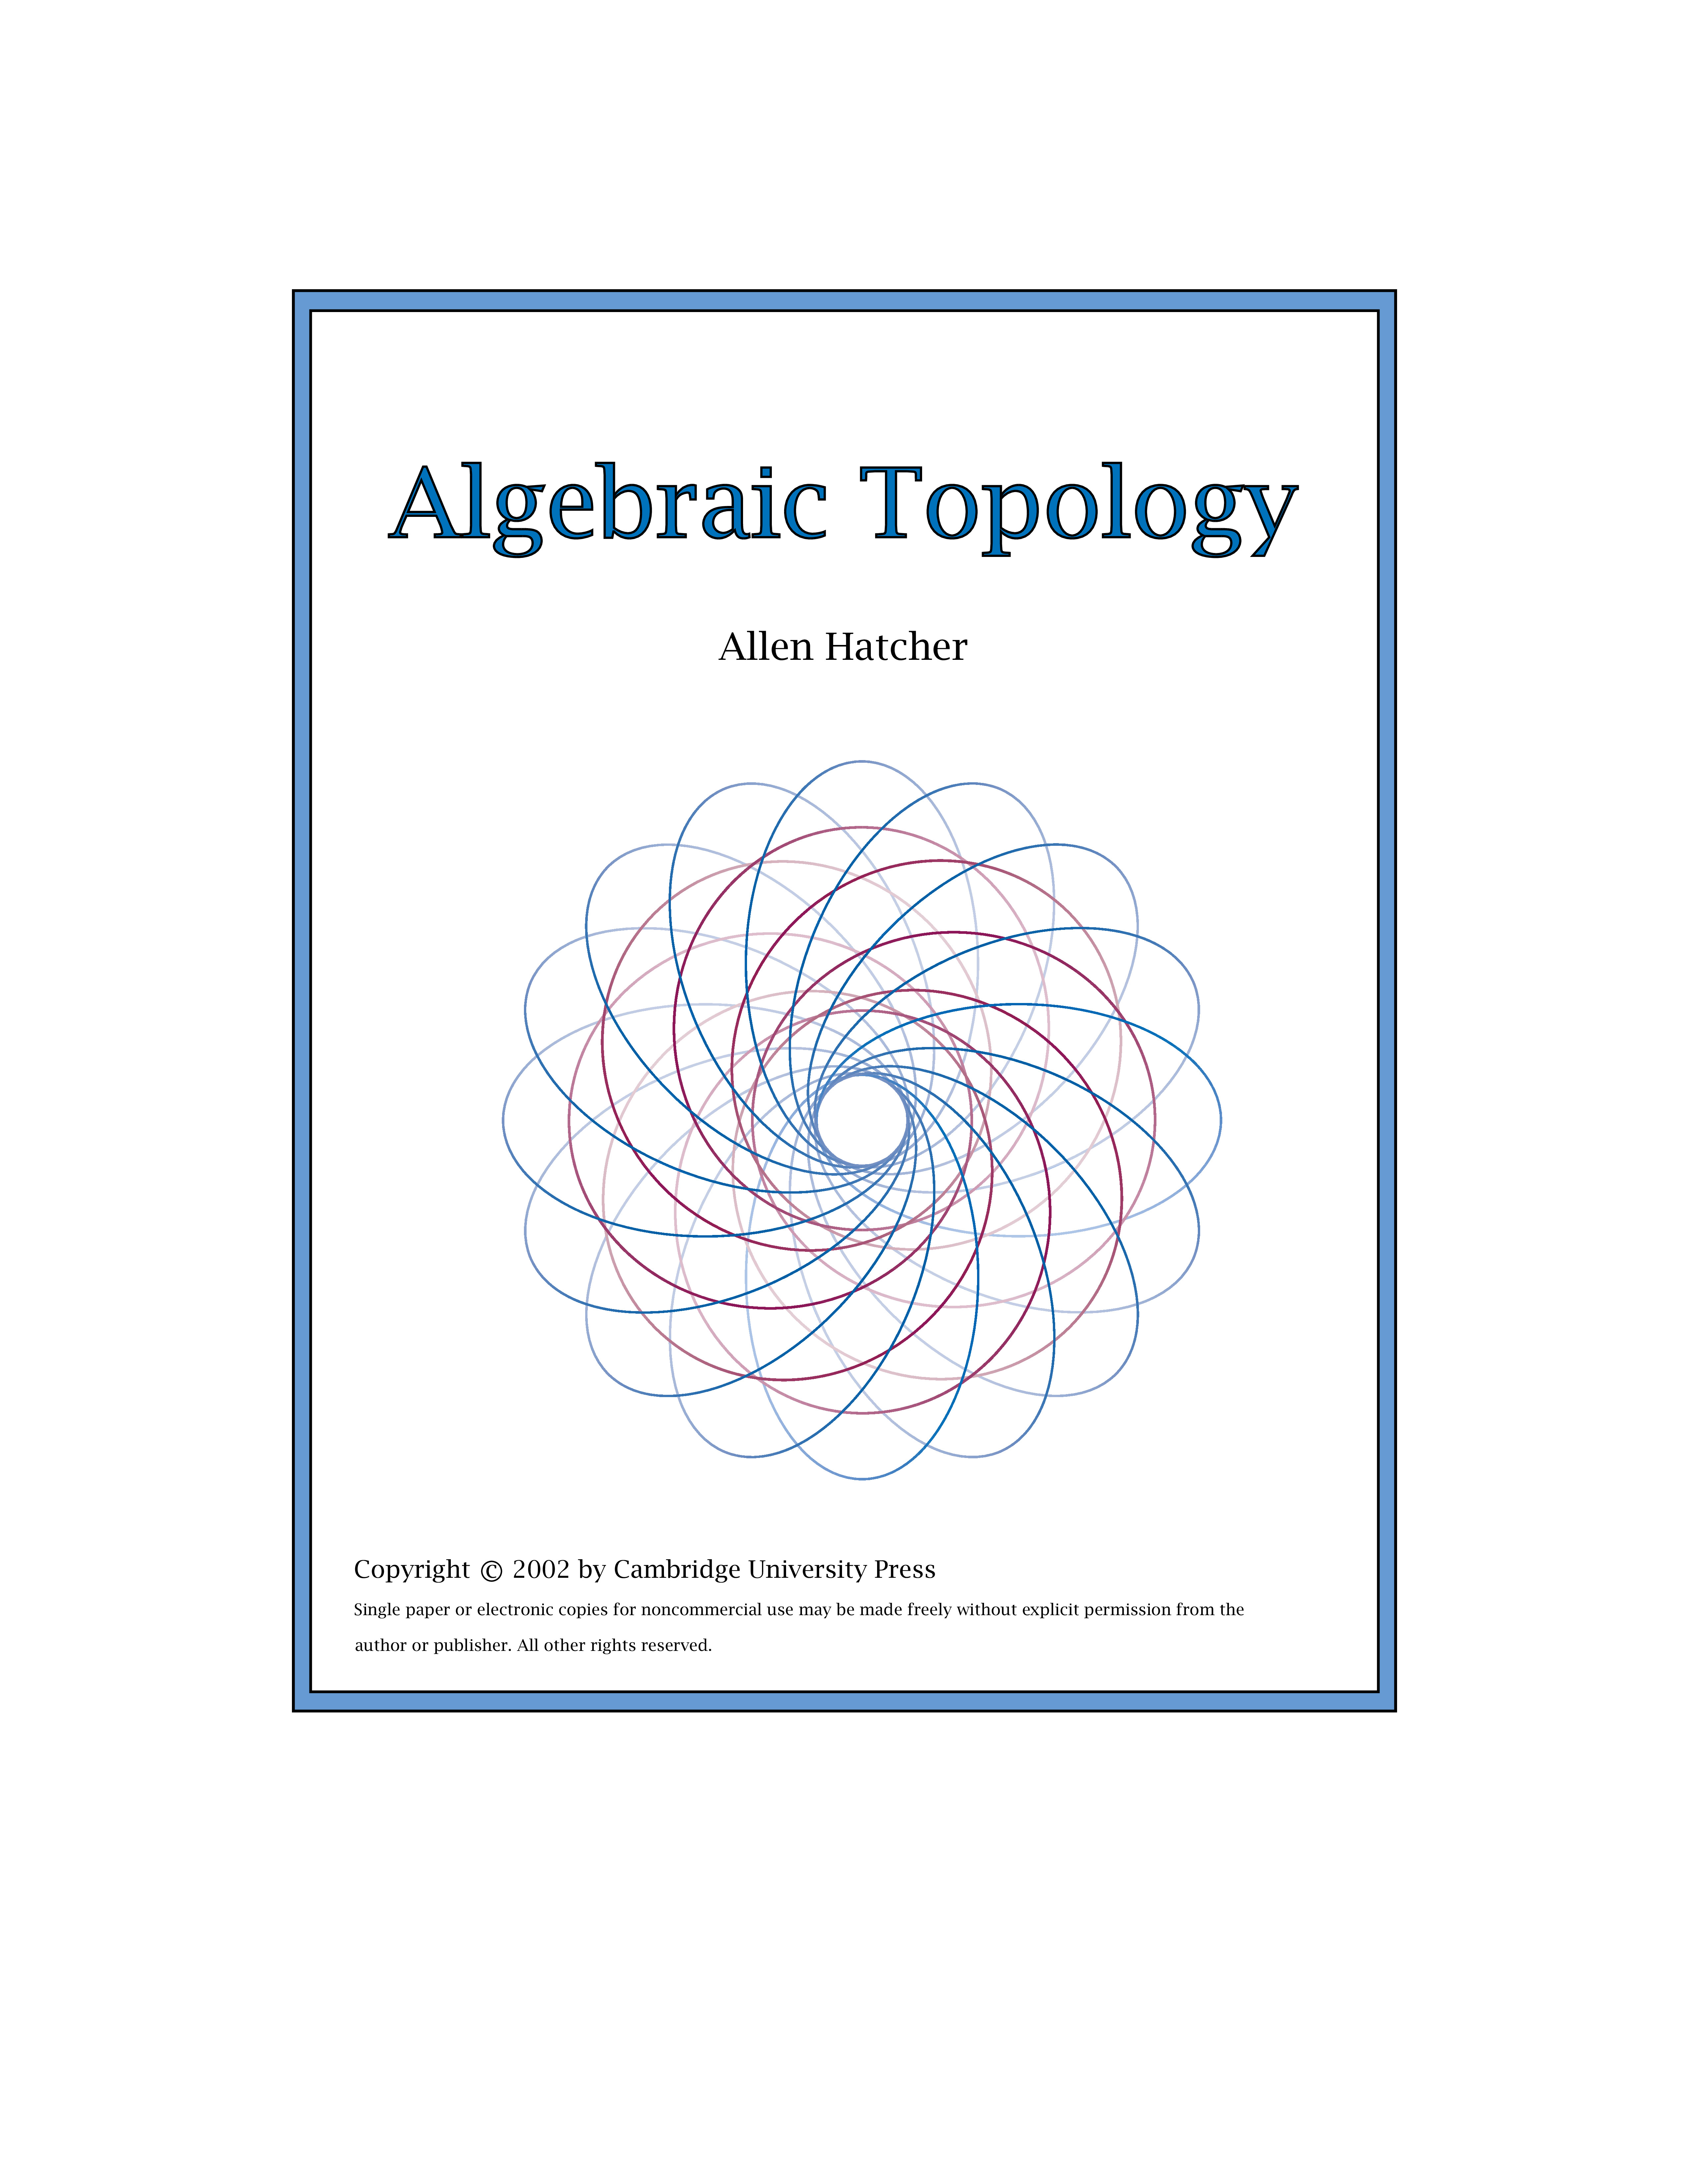 Algebraic Topology
Allen Hatcher
Copyright © 2002 by Cambridge University Press
Single paper or electronic copies for noncommercial use may be made freely without explicit permission from the
author or publisher. All other rights reserved.